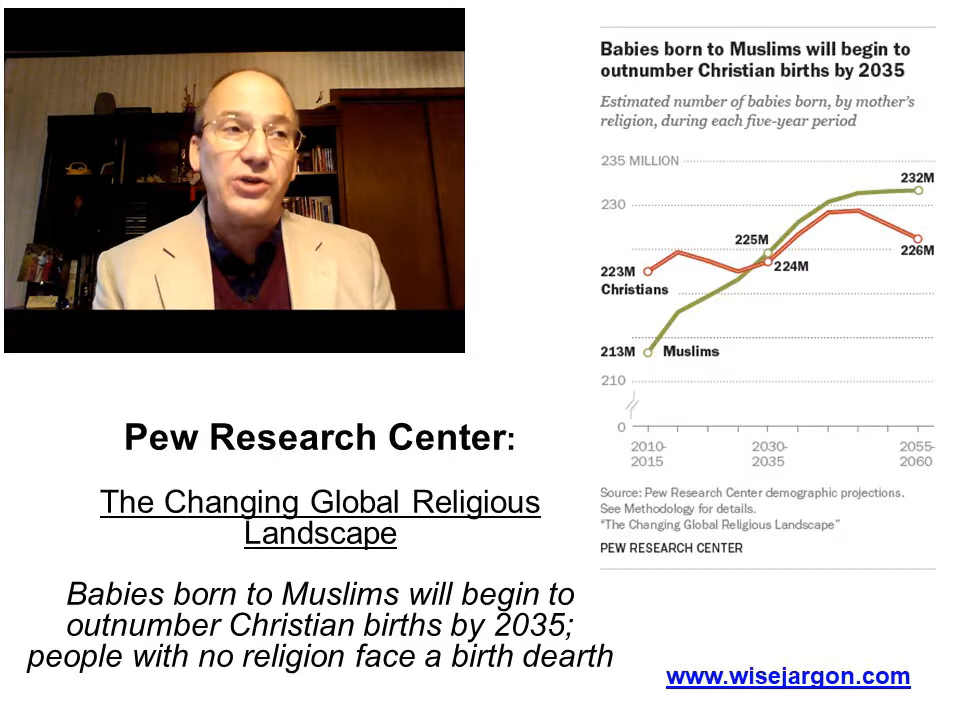 Babies born to Muslims will begin to
outnumber Christian births by 2035
Estimated number of babies born, by mother's
religion, during each five-year period
235 MILLION
232M
230
225M
224M
226M
223M
Christians
213M
Muslims
210
0
2010-
2015
2030-
2035
2055-
2060
Source: Pew Research Center demographic projections.
See Methodology for details.
"The Changing Global Religious Landscape"
PEW RESEARCH CENTER
Pew Research Center:
The Changing Global Religious
Landscape
Babies born to Muslims will begin to
outnumber Christian births by 2035;
people with no religion face a birth dearth
www.wisejargon.com